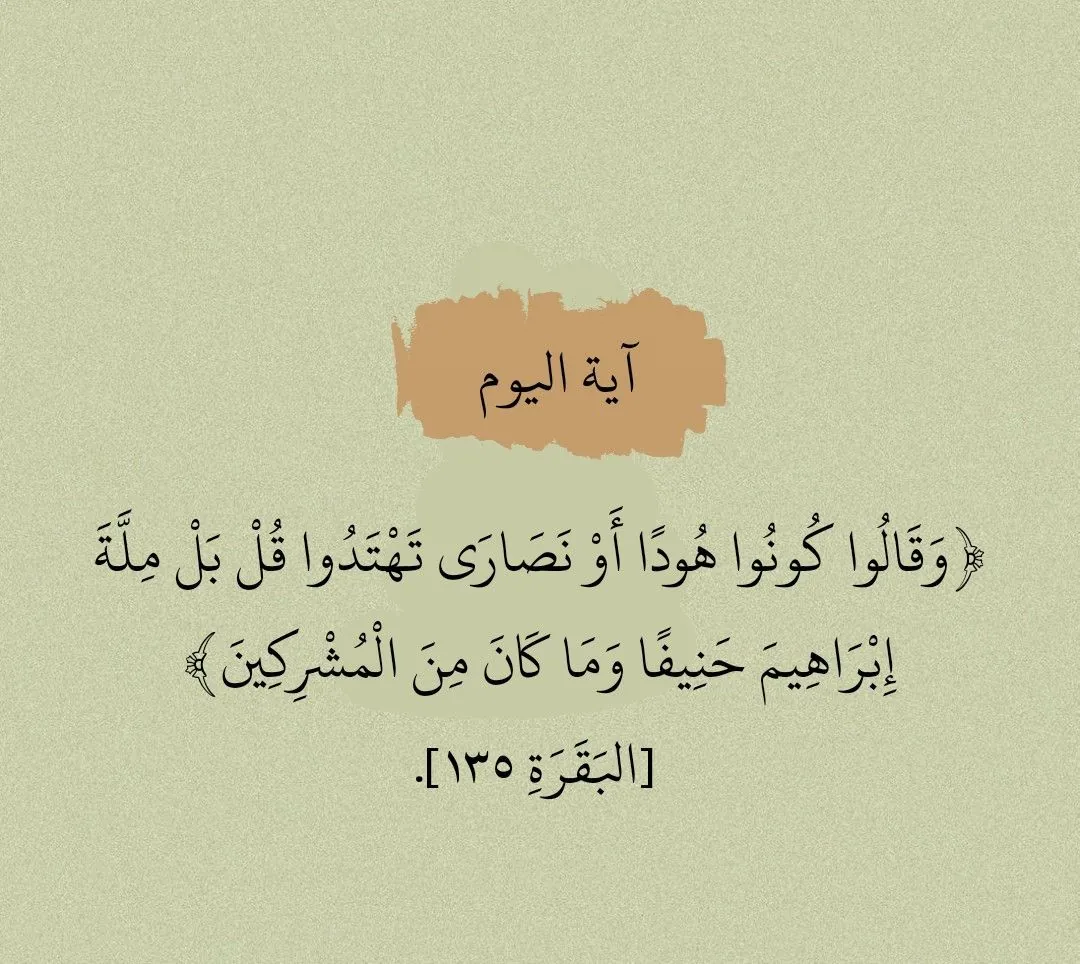 آية اليوم
﴿وَقَالُوا كُونُوا هُودًا أَوْ نَصَارَى تَهْتَدُوا قُلْ بَلْ مِلَّةَ
إِبْرَاهِيمَ حَنِيفًا وَمَا كَانَ مِنَ الْمُشْرِكِينَ﴾
[البَقَرَةِ ١٣٥].